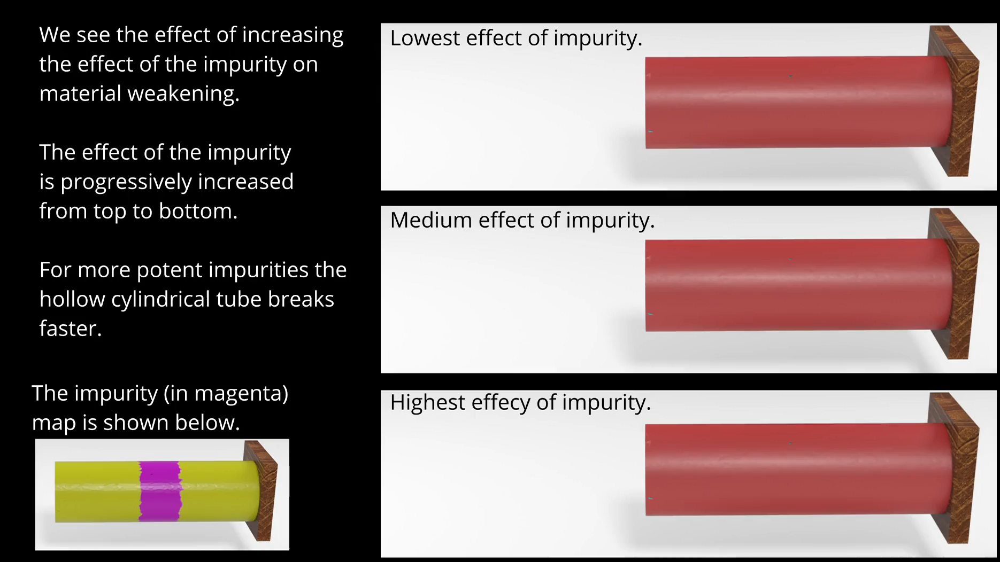 We see the effect of increasing
the effect of the impurity on
material weakening.
The effect of the impurity
is progressively increased
from top to bottom.
For more potent impurities the
hollow cylindrical tube breaks
faster.
The impurity (in magenta)
map is shown below.
Lowest effect of impurity.
Medium effect of impurity.
Highest effecy of impurity.